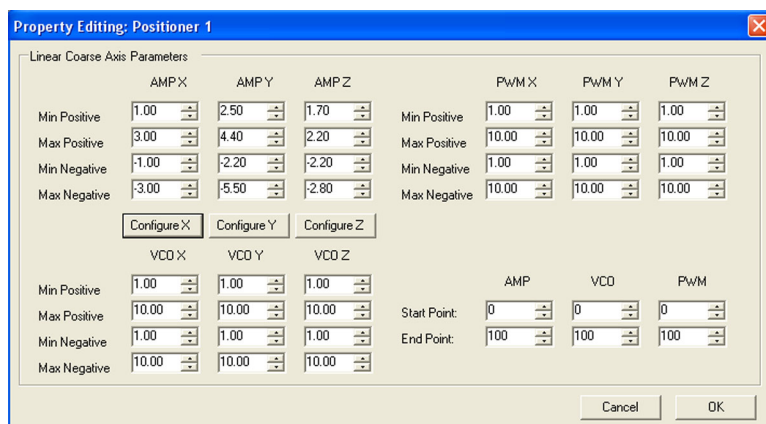 Property Editing: Positioner 1
Linear Coarse Axis Parameters
AMP X AMP Y AMP Z
Min Positive 1.00 2.50 1.70
Max Positive 3.00 4.40 2.20
Min Negative -1.00 -2.20 -2.20
Max Negative -3.00 -5.50 -2.80
Configure X Configure Y Configure Z
PWM X PWM Y PWM Z
Min Positive 1.00 1.00 1.00
Max Positive 10.00 10.00 10.00
Min Negative 1.00 1.00 1.00
Max Negative 10.00 10.00 10.00
VCO X VCO Y VCO Z
Min Positive 1.00 1.00 1.00
Max Positive 10.00 10.00 10.00
Min Negative 1.00 1.00 1.00
Max Negative 10.00 10.00 10.00
AMP VCO PWM
Start Point: 0 0 0
End Point: 100 100 100
Cancel OK